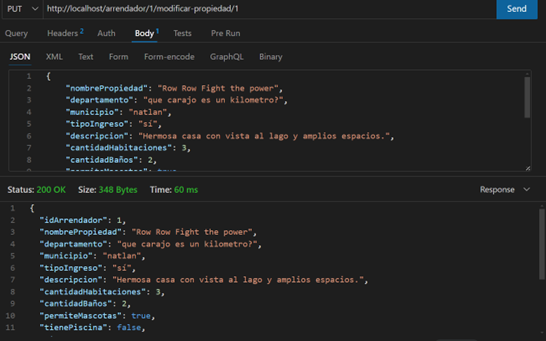 PUT http://localhost/arrendador/1/modificar-propiedad/1 Send
Query Headers 2 Auth Body 1 Tests Pre Run
JSON XML Text Form Form-encode GraphQL Binary
1 {
2 "nombrePropiedad": "Row Row Fight the power",
3 "departamento": "que carajo es un kilometro?",
4 "municipio": "natlan",
5 "tipoIngreso": "sí",
6 "descripcion": "Hermosa casa con vista al lago y amplios espacios.",
7 "cantidadHabitaciones": 3,
8 "cantidadBaños": 2,
9 "permiteMascotas": true,
Status: 200 OK Size: 348 Bytes Time: 60 ms Response
1 {
2 "idArrendador": 1,
3 "nombrePropiedad": "Row Row Fight the power",
4 "departamento": "que carajo es un kilometro?",
5 "municipio": "natlan",
6 "tipoIngreso": "sí",
7 "descripcion": "Hermosa casa con vista al lago y amplios espacios.",
8 "cantidadHabitaciones": 3,
9 "cantidadBaños": 2,
10 "permiteMascotas": true,
11 "tienePiscina": false,